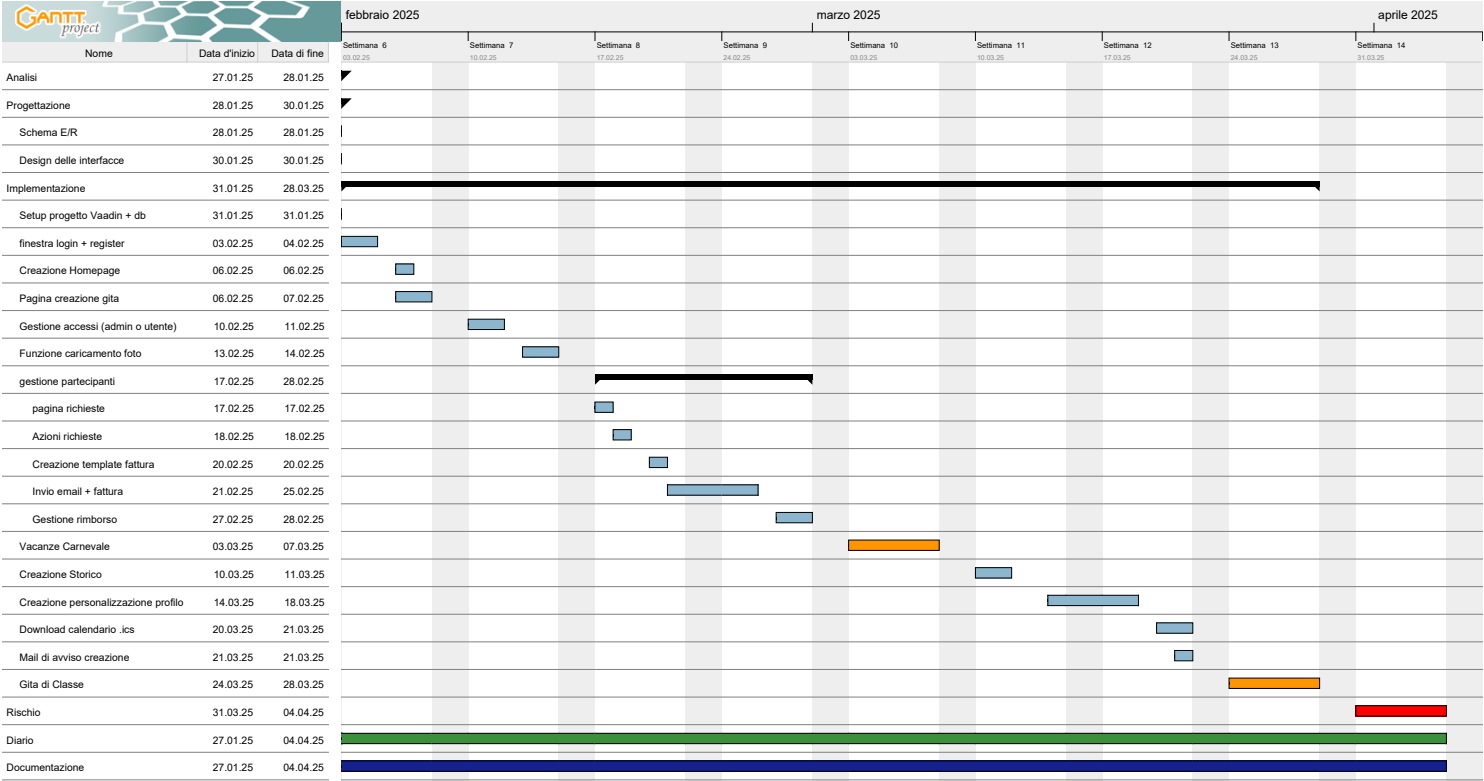 GANTT project
febbraio 2025 marzo 2025 aprile 2025
Nome Data d'inizio Data di fine
Settimana 6 Settimana 7 Settimana 8 Settimana 9 Settimana 10 Settimana 11 Settimana 12 Settimana 13 Settimana 14
03.02.25 10.02.25 17.02.25 24.02.25 03.03.25 10.03.25 17.03.25 24.03.25 31.03.25
Analisi 27.01.25 28.01.25
Progettazione 28.01.25 30.01.25
Schema E/R 28.01.25 28.01.25
Design delle interfacce 30.01.25 30.01.25
Implementazione 31.01.25 28.03.25
Setup progetto Vaadin + db 31.01.25 31.01.25
finestra login + register 03.02.25 04.02.25
Creazione Homepage 06.02.25 06.02.25
Pagina creazione gita 06.02.25 07.02.25
Gestione accessi (admin o utente) 10.02.25 11.02.25
Funzione caricamento foto 13.02.25 14.02.25
gestione partecipanti 17.02.25 28.02.25
pagina richieste 17.02.25 17.02.25
Azioni richieste 18.02.25 18.02.25
Creazione template fattura 20.02.25 20.02.25
Invio email + fattura 21.02.25 25.02.25
Gestione rimborso 27.02.25 28.02.25
Vacanze Carnevale 03.03.25 07.03.25
Creazione Storico 10.03.25 11.03.25
Creazione personalizzazione profilo 14.03.25 18.03.25
Download calendario .ics 20.03.25 21.03.25
Mail di avviso creazione 21.03.25 21.03.25
Gita di Classe 24.03.25 28.03.25
Rischio 31.03.25 04.04.25
Diario 27.01.25 04.04.25
Documentazione 27.01.25 04.04.25